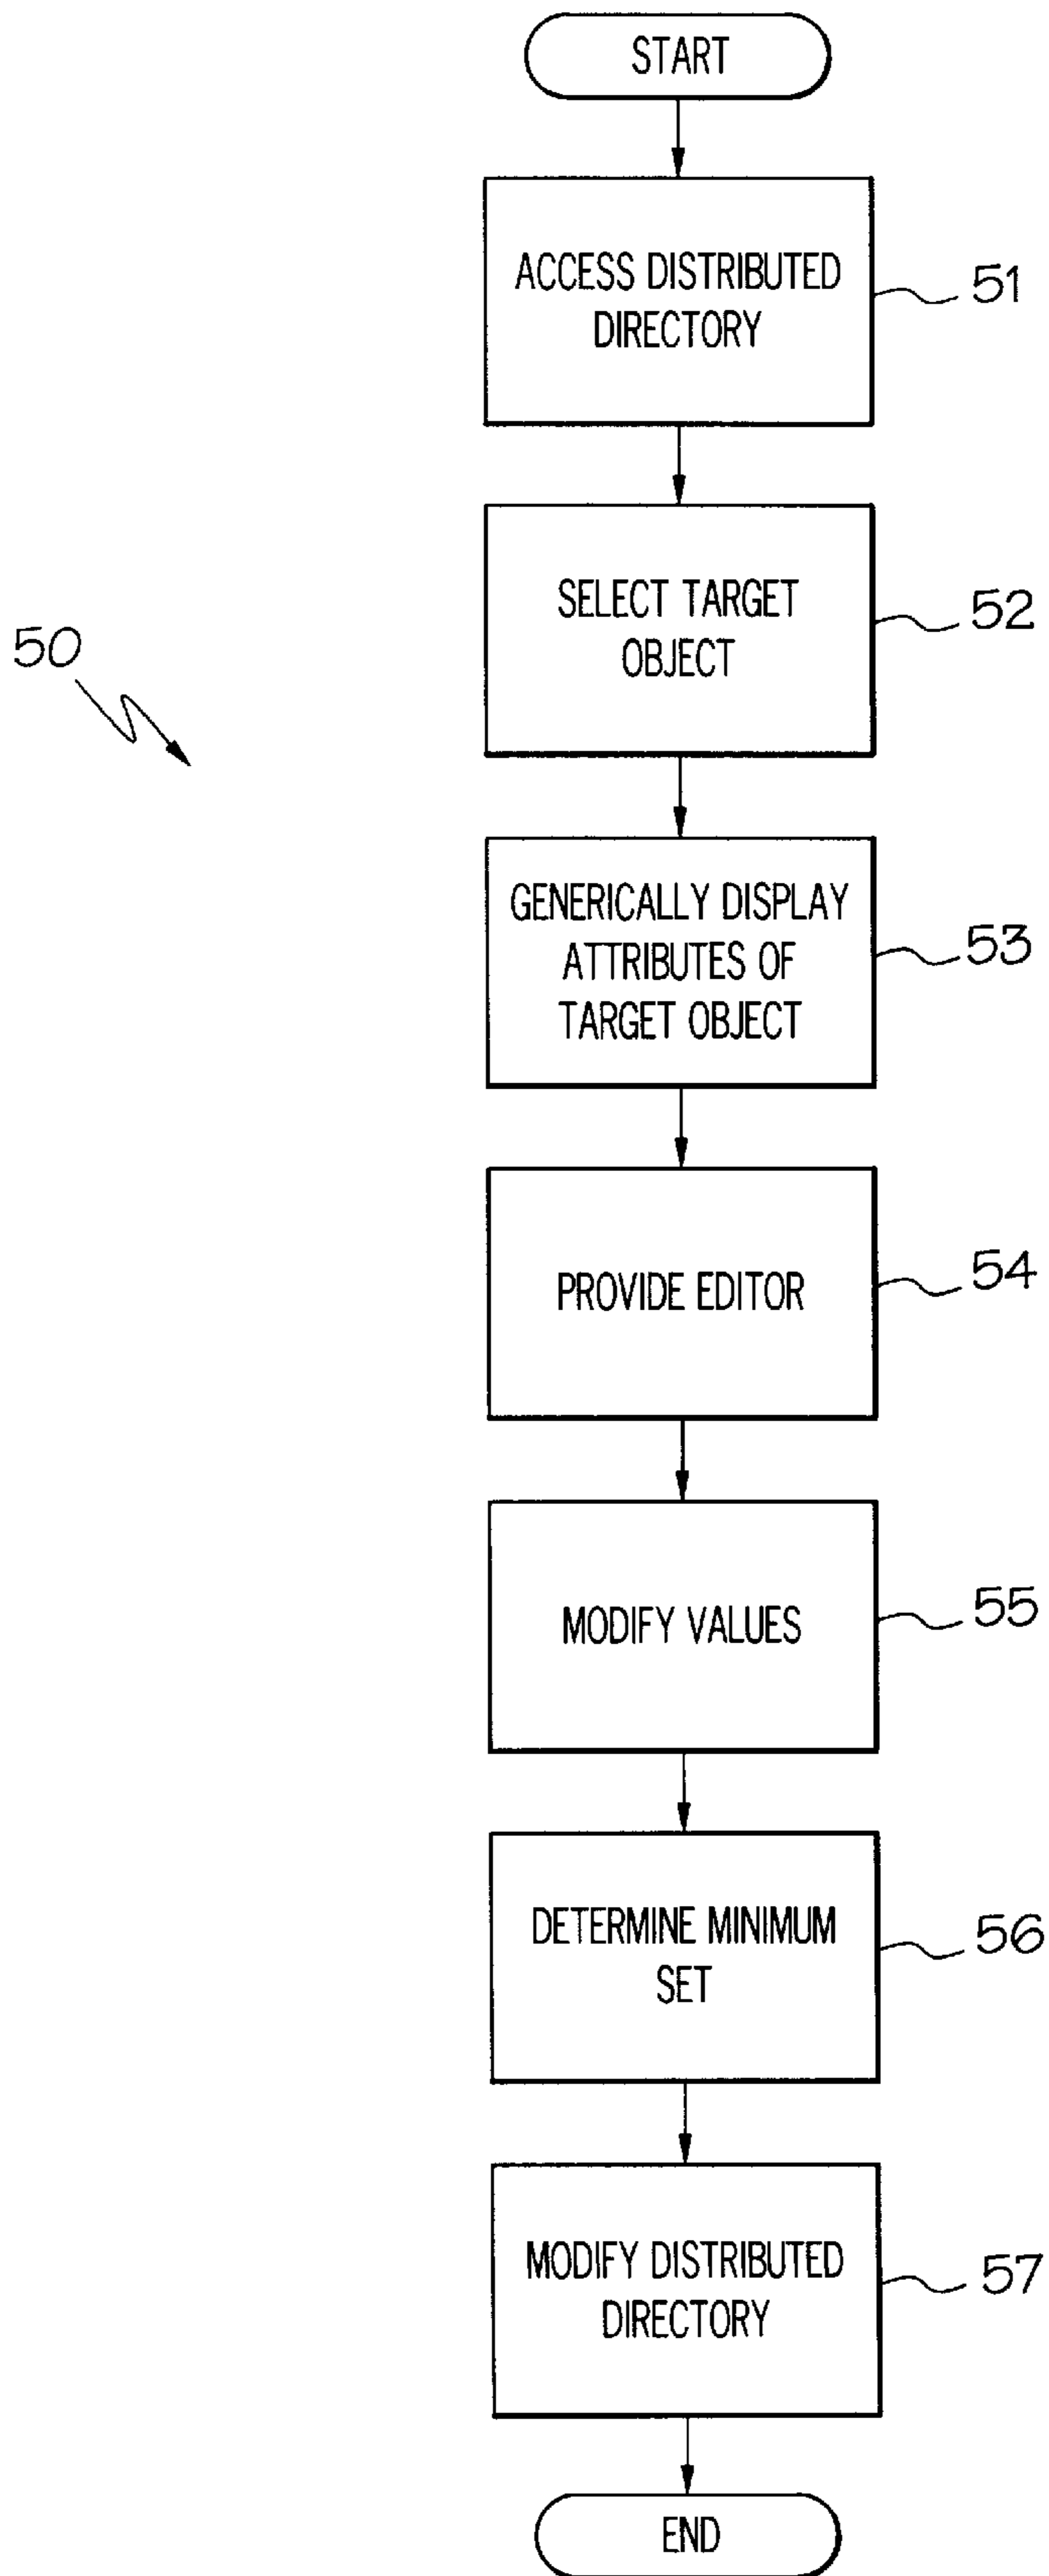 START
ACCESS DISTRIBUTED
DIRECTORY
51
SELECT TARGET
OBJECT
52
50
GENERICALLY DISPLAY
ATTRIBUTES OF
TARGET OBJECT
53
PROVIDE EDITOR
54
MODIFY VALUES
55
DETERMINE MINIMUM
SET
56
MODIFY DISTRIBUTED
DIRECTORY
57
END